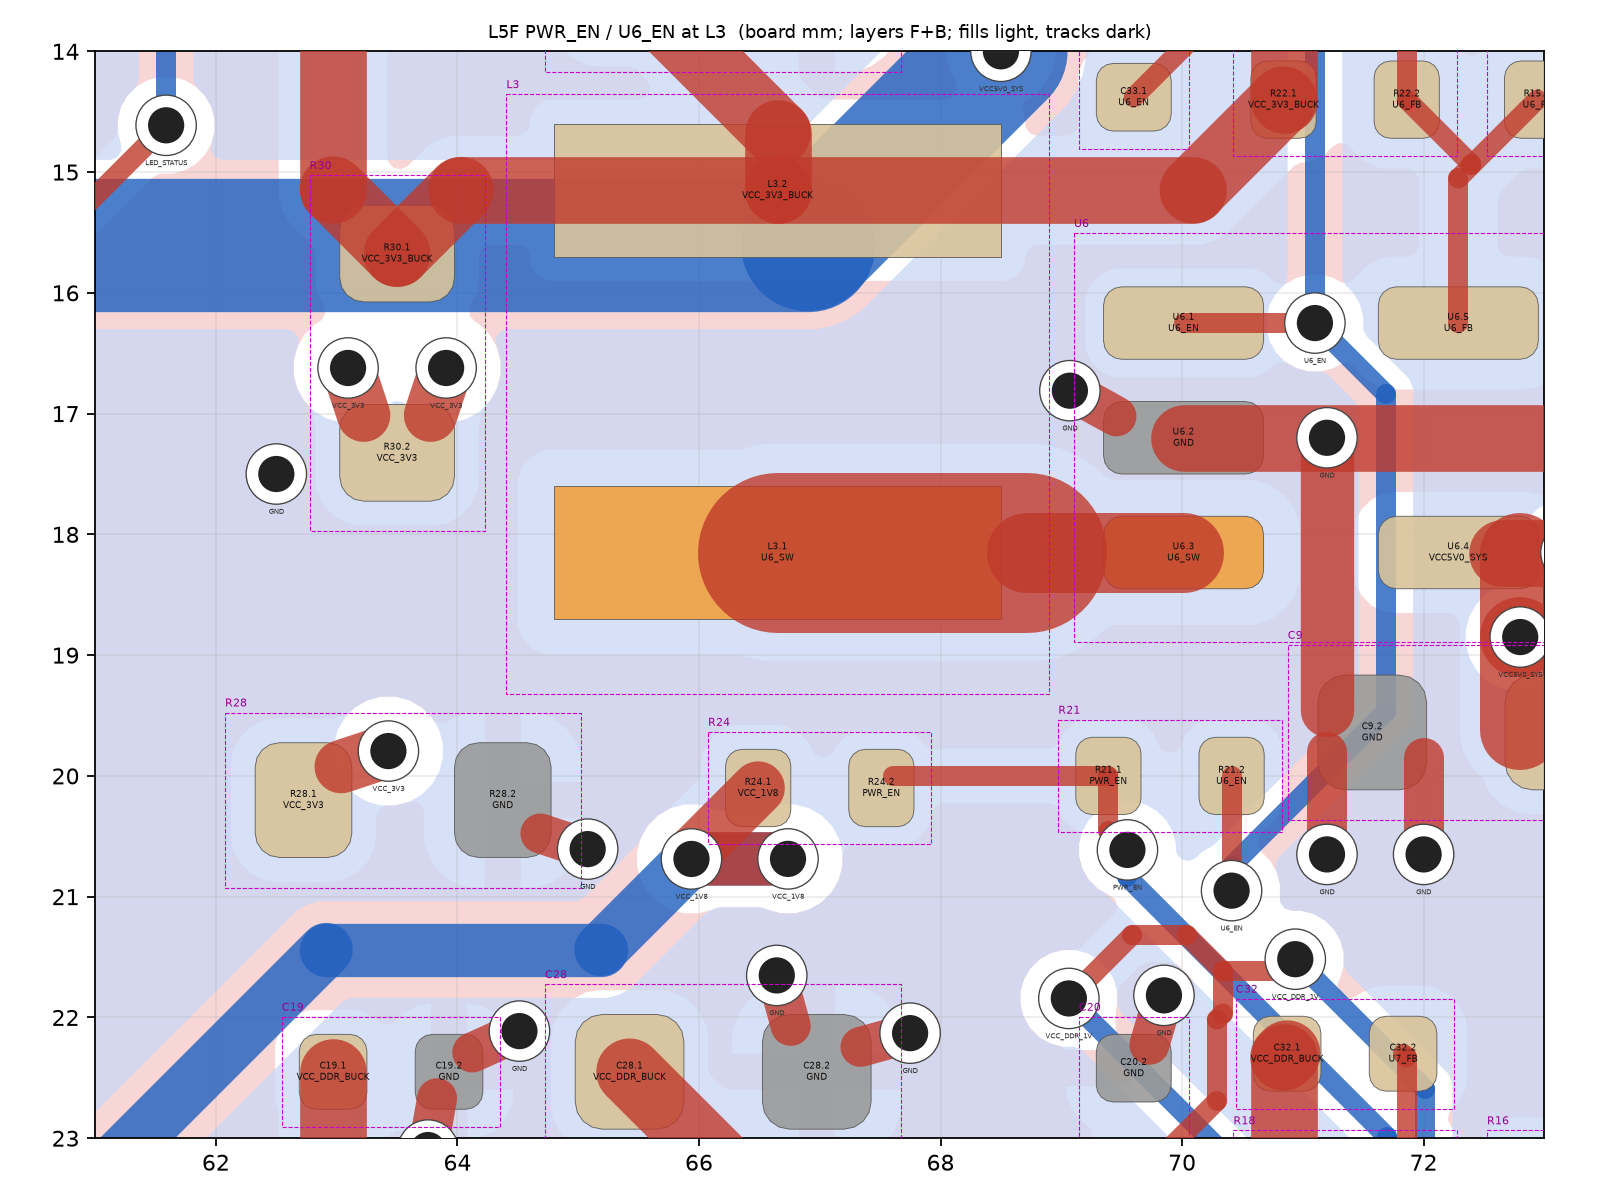 L5F PWR_EN / U6_EN at L3  (board mm; layers F+B; fills light, tracks dark)
14
15
16
17
18
19
20
21
22
23
62
64
66
68
70
72
LED_STATUS
VCC5V0_SYS
L3
C33.1
U6_EN
R22.1
VCC_3V3_BUCK
R22.2
U6_FB
R15.
R30
L3.2
VCC_3V3_BUCK
R30.1
VCC_3V3_BUCK
U6
U6.1
U6_EN
U6_EN
U6.5
U6_FB
VCC_3V3
VCC_3V3
R30.2
VCC_3V3
GND
GND
U6.2
GND
GND
L3.1
U6_SW
U6.3
U6_SW
U6.4
VCC5V0_SYS
C9
VCC5V0_SYS
C9.2
GND
R28
R28.1
VCC_3V3
VCC_3V3
R28.2
GND
GND
R24
R24.1
VCC_1V8
R24.2
PWR_EN
VCC_1V8
VCC_1V8
R21
R21.1
PWR_EN
R21.2
U6_EN
PWR_EN
U6_EN
GND
GND
C28
GND
GND
C28.1
VCC_DDR_BUCK
C28.2
GND
C19
C19.1
VCC_DDR_BUCK
C19.2
GND
GND
VCC_DDR_1V
C20
GND
C20.2
GND
VCC_DDR_1V
C32
C32.1
VCC_DDR_BUCK
C32.2
U7_FB
R18
R16